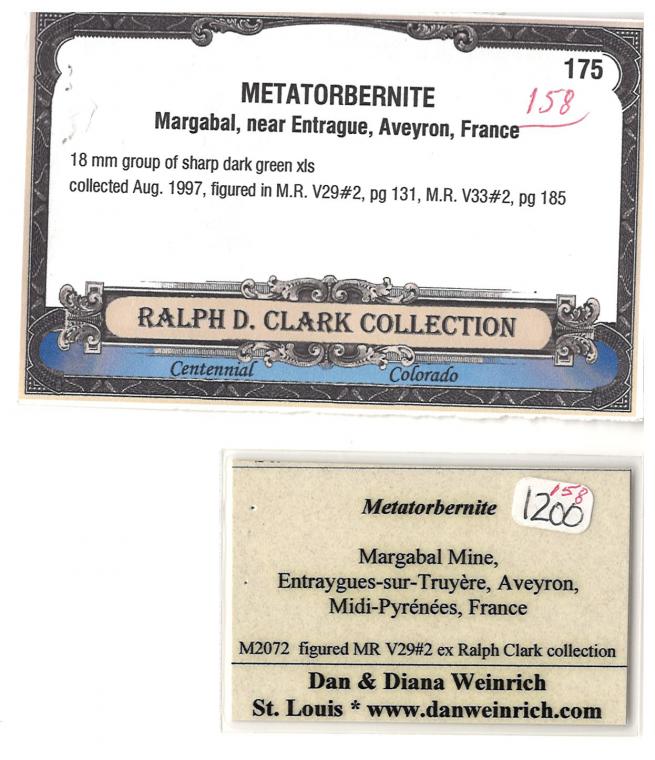 175
METATORBERNITE
158
Margabal, near Entrague, Aveyron, France
18 mm group of sharp dark green xls
collected Aug. 1997, figured in M.R. V29#2, pg 131, M.R. V33#2, pg 185
RALPH D. CLARK COLLECTION
Centennial Colorado
Metatorbernite
158
1200
Margabal Mine,
Entraygues-sur-Truyère, Aveyron,
Midi-Pyrénées, France
M2072 figured MR V29#2 ex Ralph Clark collection
Dan & Diana Weinrich
St. Louis * www.danweinrich.com